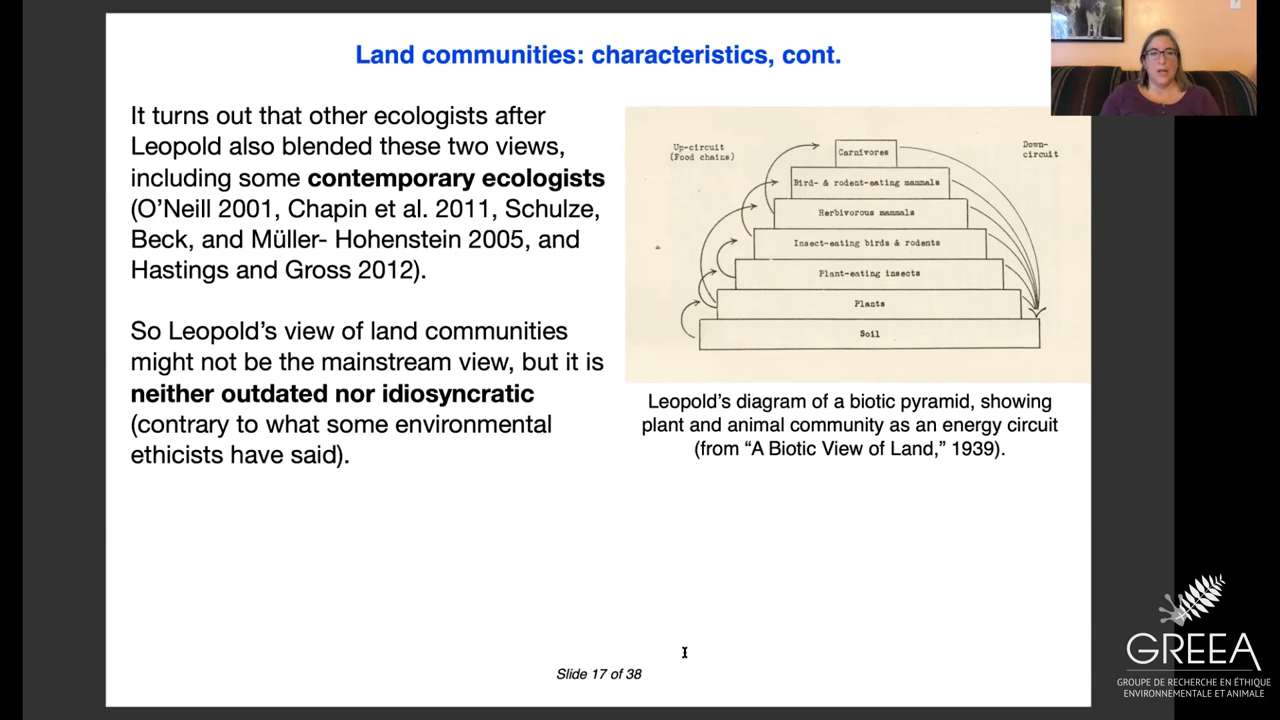 Land communities: characteristics, cont.
It turns out that other ecologists after
Leopold also blended these two views,
including some contemporary ecologists
(O'Neill 2001, Chapin et al. 2011, Schulze,
Beck, and Müller- Hohenstein 2005, and
Hastings and Gross 2012).
So Leopold's view of land communities
might not be the mainstream view, but it is
neither outdated nor idiosyncratic
(contrary to what some environmental
ethicists have said).
Up-circuit
(Food chains)
Down-
circuit
Carnivores
Bird- & rodent-eating mammals
Herbivorous mammals
Insect-eating birds & rodents
Plant-eating insects
Plants
Soil
Leopold's diagram of a biotic pyramid, showing
plant and animal community as an energy circuit
(from “A Biotic View of Land,” 1939).
Slide 17 of 38
GREEA
GROUPE DE RECHERCHE EN ÉTHIQUE
ENVIRONNEMENTALE ET ANIMALE